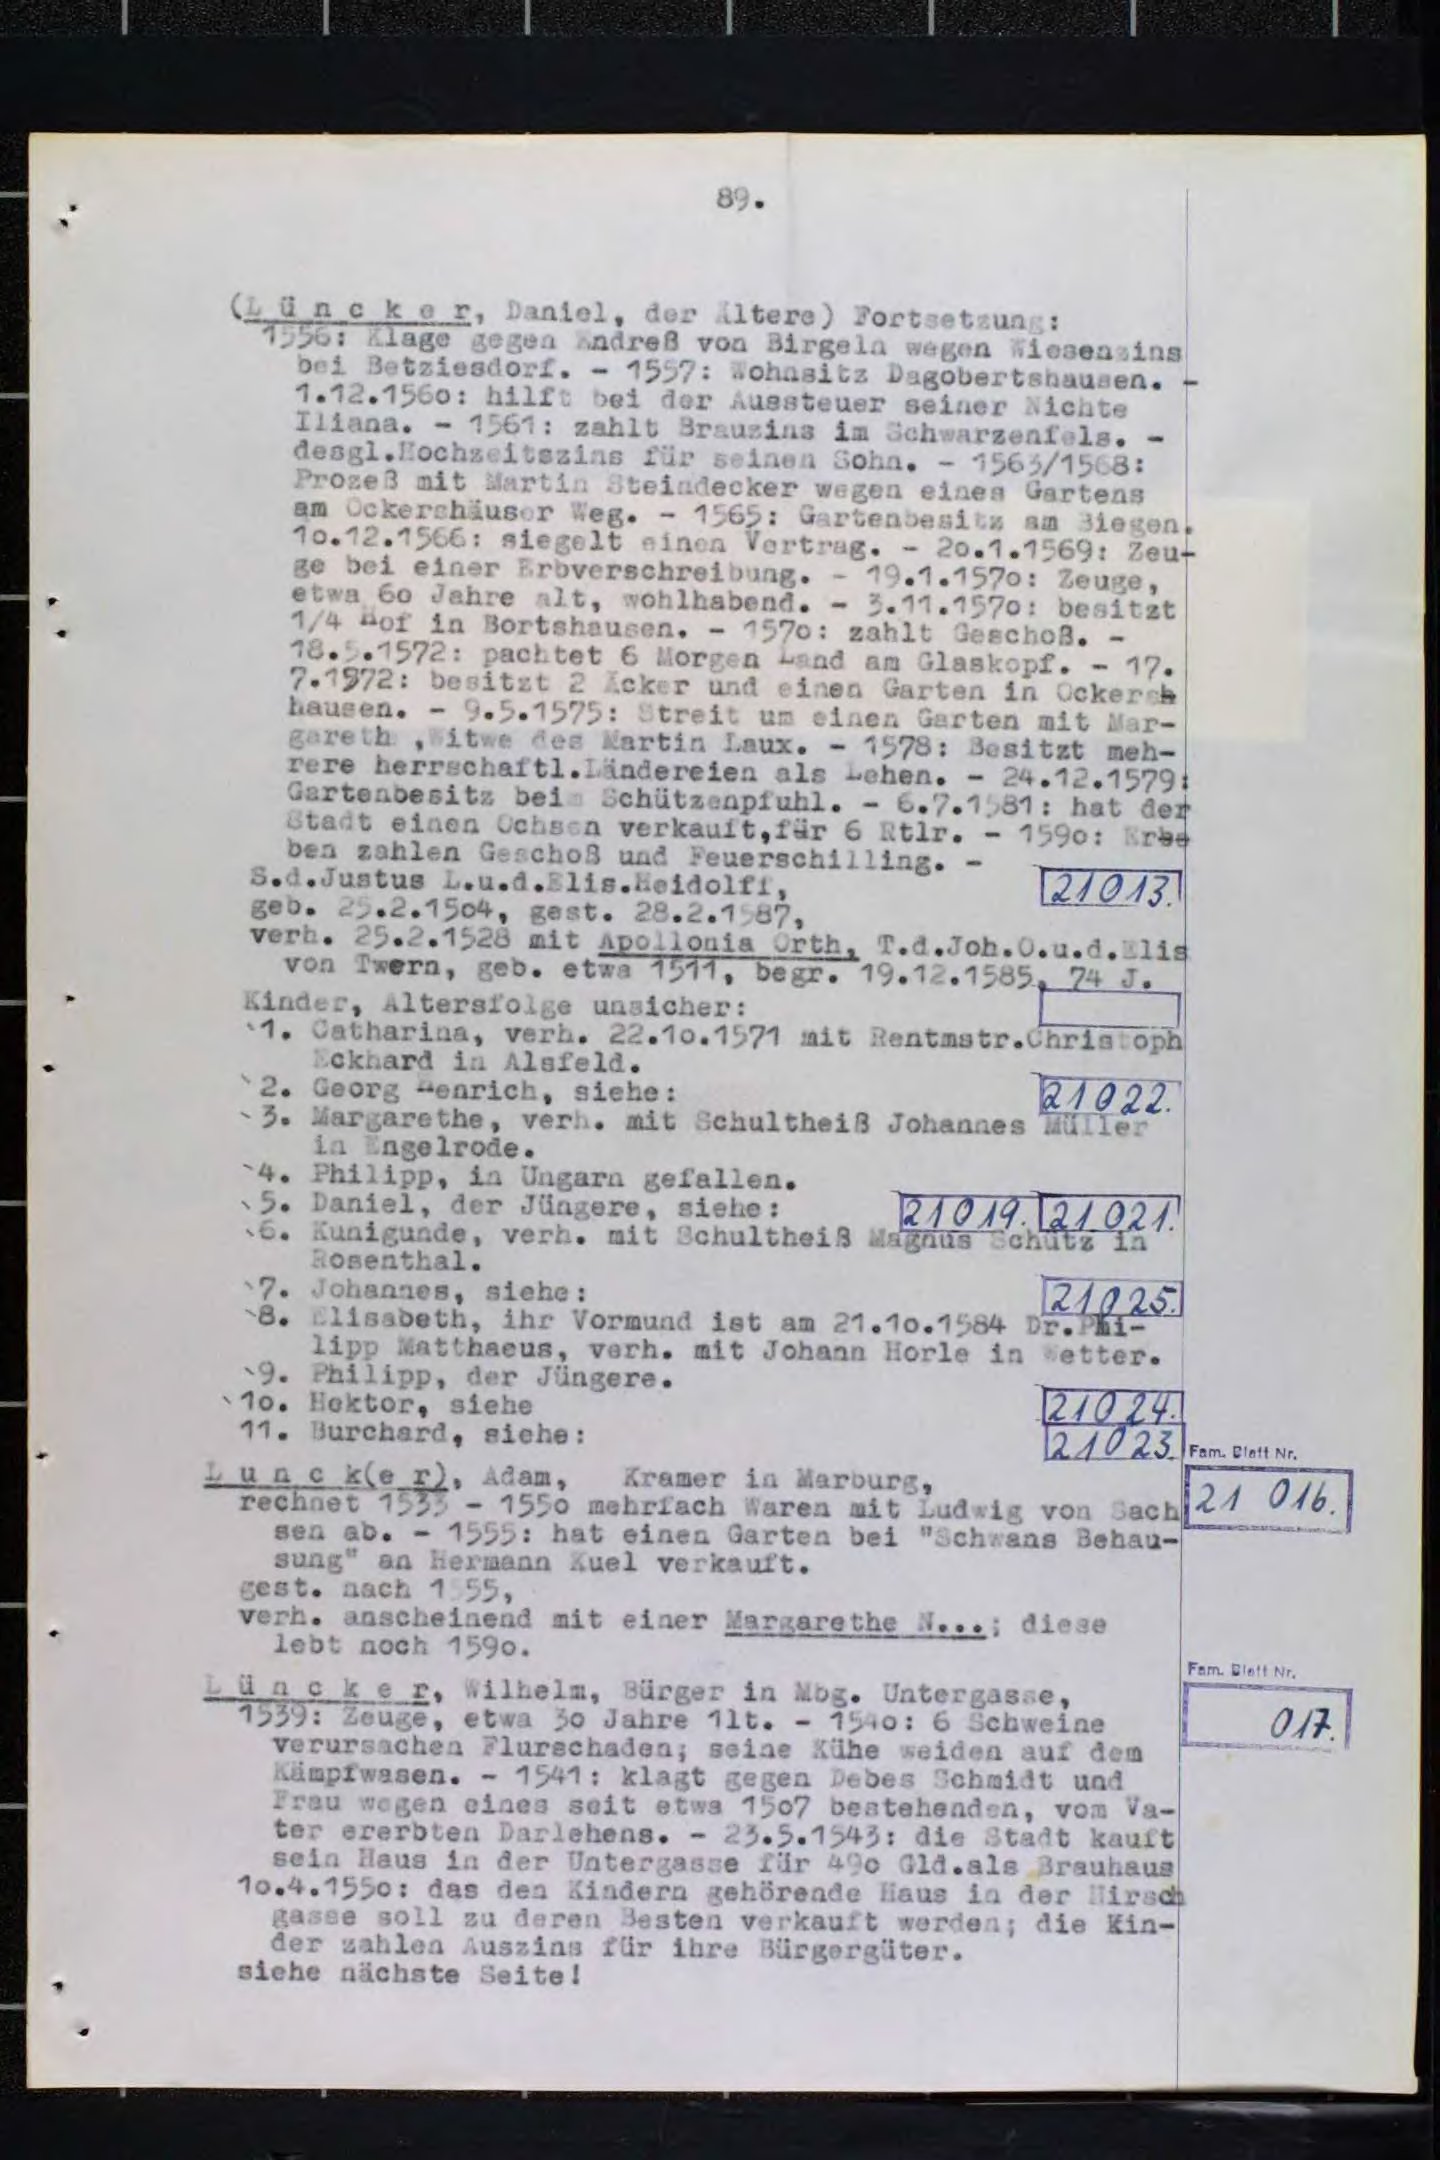 89.
(L ü n c k e r, Daniel, der Ältere) Fortsetzung:
1556: Klage gegen Andreß von Birgeln wegen Wiesenzins
bei Betziesdorf. - 1557: Wohnsitz Dagobertshausen. -
1.12.1560: hilft bei der Aussteuer seiner Nichte
Iliana. - 1561: zahlt Brauzins im Schwarzenfels. -
desgl.Hochzeitszins für seinen Sohn. - 1563/1568:
Prozeß mit Martin Steindecker wegen eines Gartens
am Ockershäuser Weg. - 1565: Gartenbesitz am Biegen.
10.12.1566: siegelt einen Vertrag. - 20.1.1569: Zeu-
ge bei einer Erbverschreibung. - 19.1.1570: Zeuge,
etwa 60 Jahre alt, wohlhabend. - 3.11.1570: besitzt
1/4 Hof in Bortshausen. - 1570: zahlt Geschoß. -
18.5.1572: pachtet 6 Morgen Land am Glaskopf. - 17.
7.1572: besitzt 2 Äcker und einen Garten in Ockersh
hausen. - 9.5.1575: Streit um einen Garten mit Mar-
gareth ,Witwe des Martin Laux. - 1578: Besitzt meh-
rere herrschaftl.Ländereien als Lehen. - 24.12.1579:
Gartenbesitz beim Schützenpfuhl. - 6.7.1581: hat der
Stadt einen Ochsen verkauft,für 6 Rtlr. - 1590: Erbe
ben zahlen Geschoß und Feuerschilling. -
S.d.Justus L.u.d.Elis.Heidolff, 21013.
geb. 25.2.1504, gest. 28.2.1587,
verh. 25.2.1528 mit Apollonia Orth, T.d.Joh.O.u.d.Elis
von Twern, geb. etwa 1511, begr. 19.12.1585, 74 J.
Kinder, Altersfolge unsicher:
1. Catharina, verh. 22.10.1571 mit Rentmstr.Christoph
Eckhard in Alsfeld.
2. Georg Henrich, siehe: 21022.
3. Margarethe, verh. mit Schultheiß Johannes Müller
in Engelrode.
4. Philipp, in Ungarn gefallen.
5. Daniel, der Jüngere, siehe: 21019. 21021.
6. Kunigunde, verh. mit Schultheiß Magnus Schütz in
Rosenthal.
7. Johannes, siehe: 21025.
8. Elisabeth, ihr Vormund ist am 21.10.1584 Dr.Phi-
lipp Matthaeus, verh. mit Johann Horle in Wetter.
9. Philipp, der Jüngere.
10. Hektor, siehe 21024.
11. Burchard, siehe: 21023.
Fam. Blatt Nr.
21 016.
L u n c k(e r), Adam, Kramer in Marburg,
rechnet 1533 - 1550 mehrfach Waren mit Ludwig von Sach
sen ab. - 1555: hat einen Garten bei "Schwans Behau-
sung" an Hermann Kuel verkauft.
gest. nach 1555,
verh. anscheinend mit einer Margarethe N...; diese
lebt noch 1590.
Fam. Blatt Nr.
017.
L ü n c k e r, Wilhelm, Bürger in Mbg. Untergasse,
1539: Zeuge, etwa 30 Jahre 1lt. - 1540: 6 Schweine
verursachen Flurschaden; seine Kühe weiden auf dem
Kämpfwasen. - 1541: klagt gegen Debes Schmidt und
Frau wegen eines seit etwa 1507 bestehenden, vom Va-
ter ererbten Darlehens. - 23.5.1543: die Stadt kauft
sein Haus in der Untergasse für 490 Gld.als Brauhaus
10.4.1550: das den Kindern gehörende Haus in der Hirsch
gasse soll zu deren Besten verkauft werden; die Kin-
der zahlen Auszins für ihre Bürgergüter.
siehe nächste Seite!